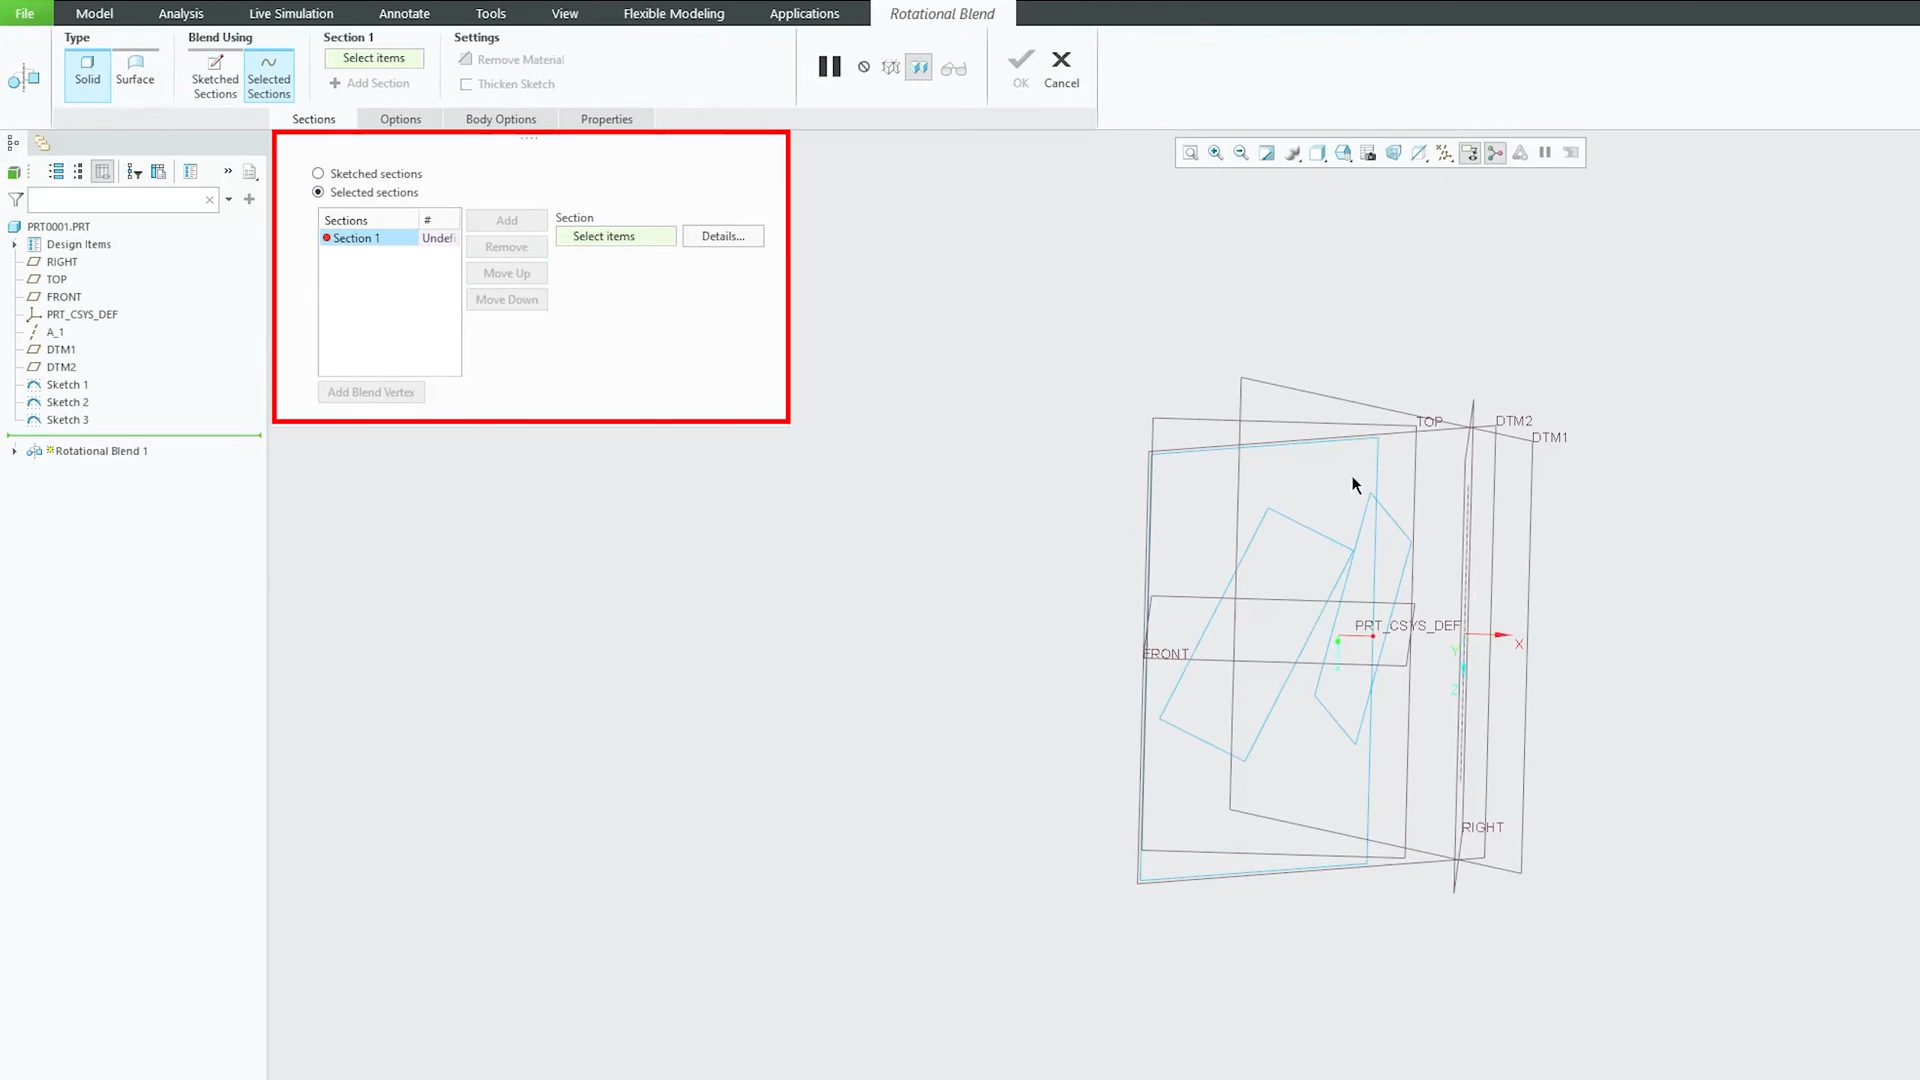 File Model Analysis Live Simulation Annotate Tools View Flexible Modeling Applications Rotational Blend
Type Blend Using Section 1 Settings
Select items Remove Material
Solid Surface Sketched Sections Selected Sections Add Section Thicken Sketch OK Cancel
Sections Options Body Options Properties
Sketched sections
Selected sections
Sections # Add Section
Section 1 Undefi Select items Details...
Remove
Move Up
Move Down
Add Blend Vertex
PRT0001.PRT
Design Items
RIGHT
TOP
FRONT
PRT_CSYS_DEF
A_1
DTM1
DTM2
Sketch 1
Sketch 2
Sketch 3
Rotational Blend 1
TOP DTM2
DTM1
PRT_CSYS_DEF
X
Y
FRONT
Z
RIGHT